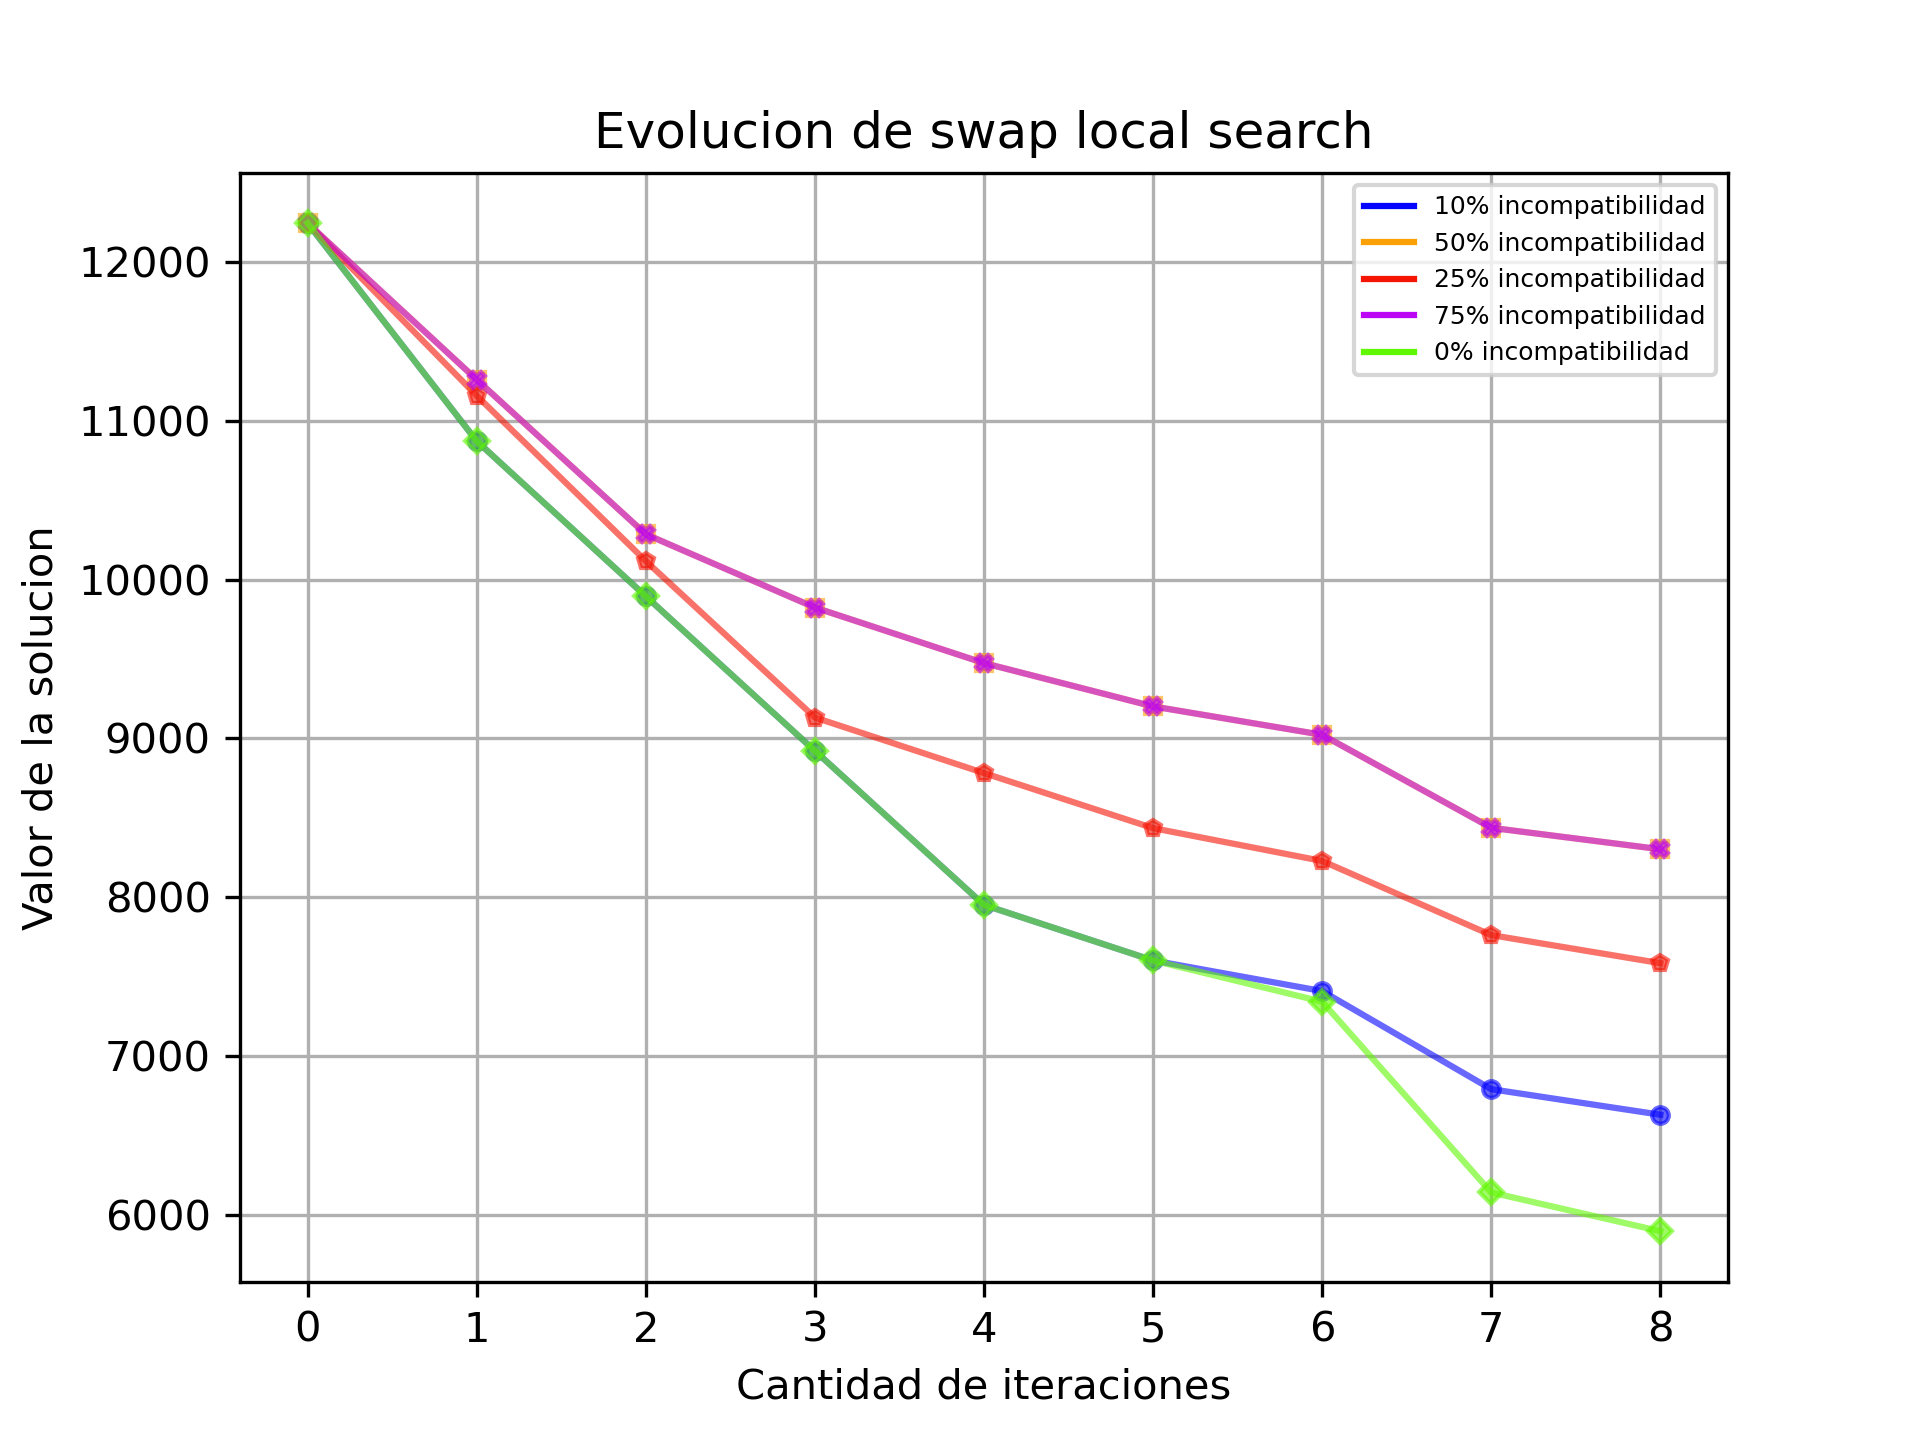 Evolucion de swap local search
10% incompatibilidad
50% incompatibilidad
25% incompatibilidad
75% incompatibilidad
0% incompatibilidad
12000
11000
10000
9000
8000
7000
6000
Valor de la solucion
0 1 2 3 4 5 6 7 8
Cantidad de iteraciones